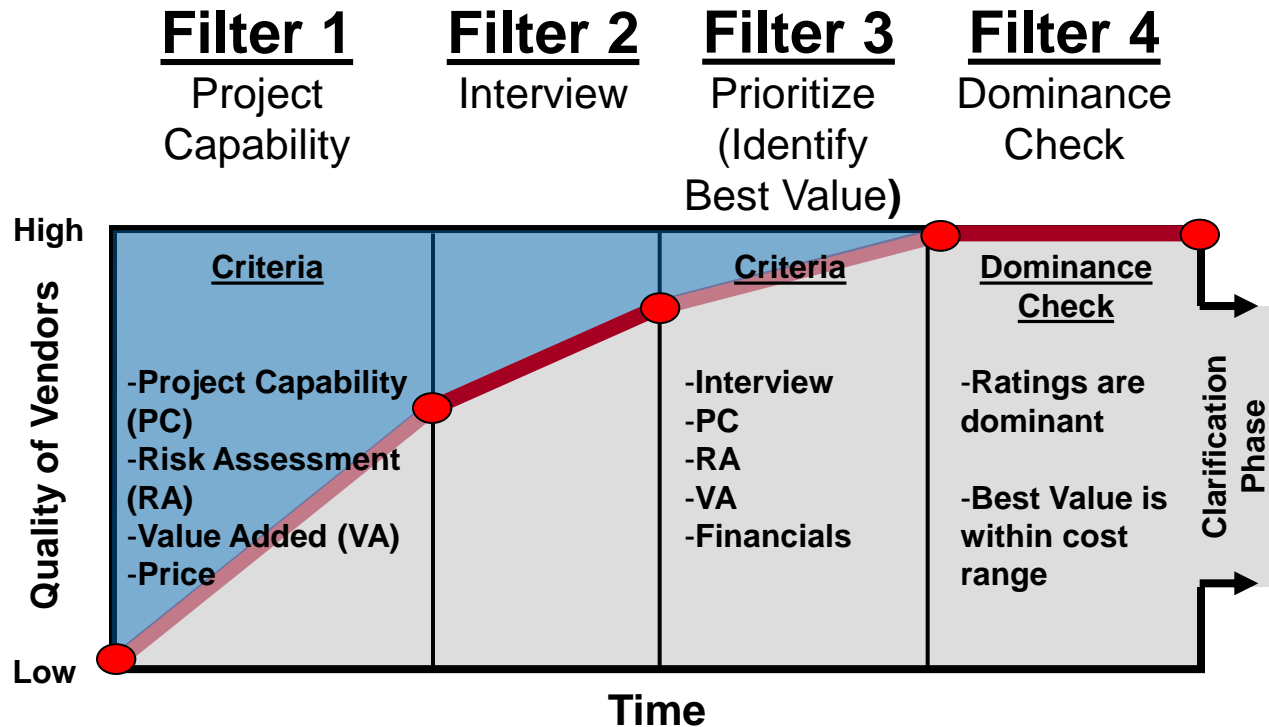 Filter 1
Project
Capability
Filter 2
Interview
Filter 3
Prioritize
(Identify
Best Value)
Filter 4
Dominance
Check
High
Quality of Vendors
Low
Criteria
-Project Capability
(PC)
-Risk Assessment
(RA)
-Value Added (VA)
-Price
Criteria
-Interview
-PC
-RA
-VA
-Financials
Dominance
Check
-Ratings are
dominant
-Best Value is
within cost
range
Clarification
Phase
Time